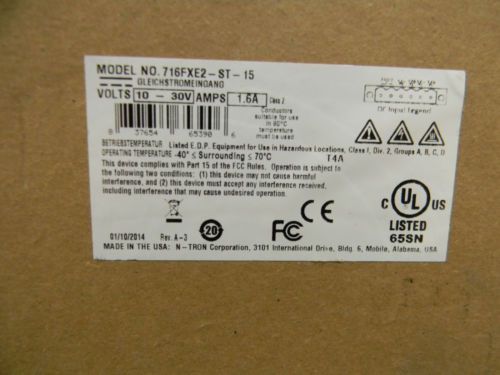 MODEL NO. 716FXE2-ST-15
GLEICHSTROMEINGANG
VOLTS 10 - 30V AMPS 1.6A Class 2
8 37654 65390 6
Conductors
suitable for use
in 90°C
temperature
must be used
DC Input Legend
BETRIEBSTEMPERATUR Listed E.D.P. Equipment for Use in Hazardous Locations, Class I, Div. 2, Groups A, B, C, D
OPERATING TEMPERATURE -40° ≤ Surrounding ≤ 70°C T4A
This device complies with Part 15 of the FCC Rules. Operation is subject to
the following two conditions: (1) this device may not cause harmful
interference, and (2) this device must accept any interference received,
including interference that may cause undesired operation.
01/10/2014 Rev. A-3 20 FC CE
C UL US
LISTED
65SN
MADE IN THE USA: N-TRON Corporation, 3101 International Drive, Bldg. 6, Mobile, Alabama, USA